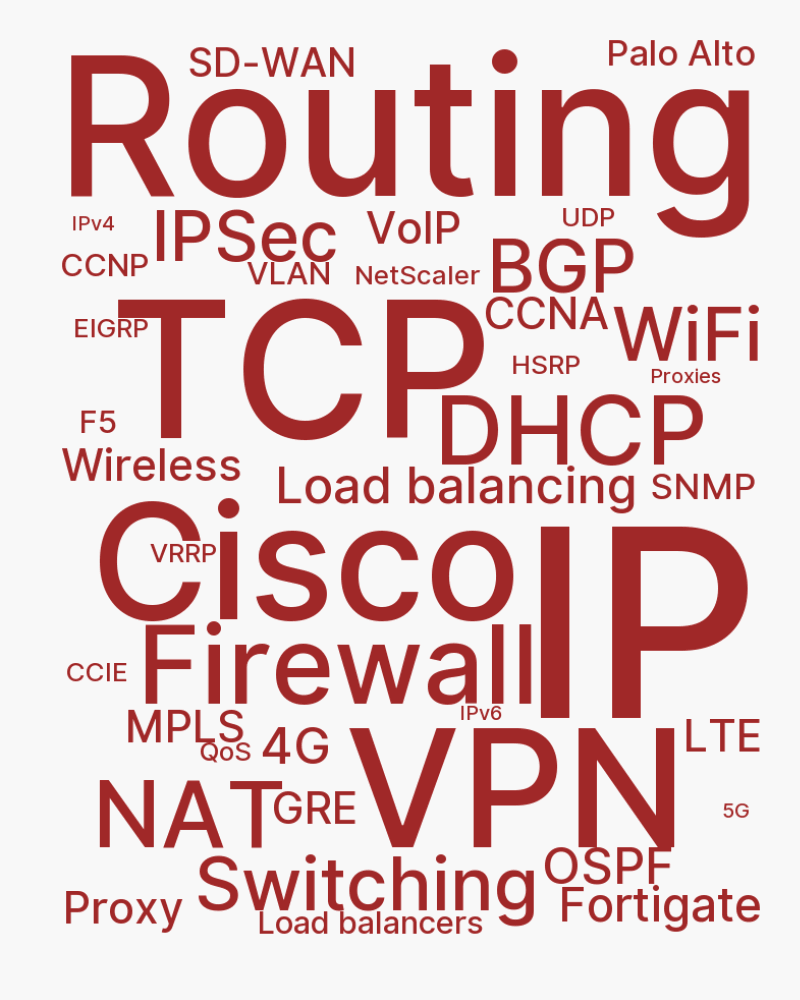 SD-WAN
Palo Alto
Routing
IPv4
IPSec
VoIP
UDP
CCNP
VLAN
NetScaler
BGP
EIGRP
TCP
CCNA
WiFi
HSRP
Proxies
F5
DHCP
Wireless
Load balancing
SNMP
Cisco
VRRP
IP
Firewall
CCIE
IPv6
MPLS
QoS
4G
VPN
LTE
NAT
GRE
5G
Switching
OSPF
Proxy
Load balancers
Fortigate